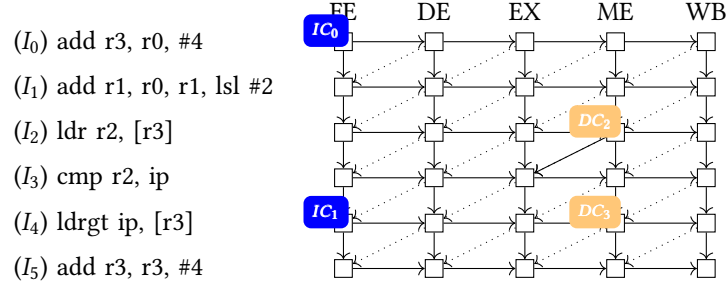 FE DE EX ME WB
IC0
(I0) add r3, r0, #4
(I1) add r1, r0, r1, lsl #2
(I2) ldr r2, [r3]
DC2
(I3) cmp r2, ip
(I4) ldrgt ip, [r3]
IC1 DC3
(I5) add r3, r3, #4